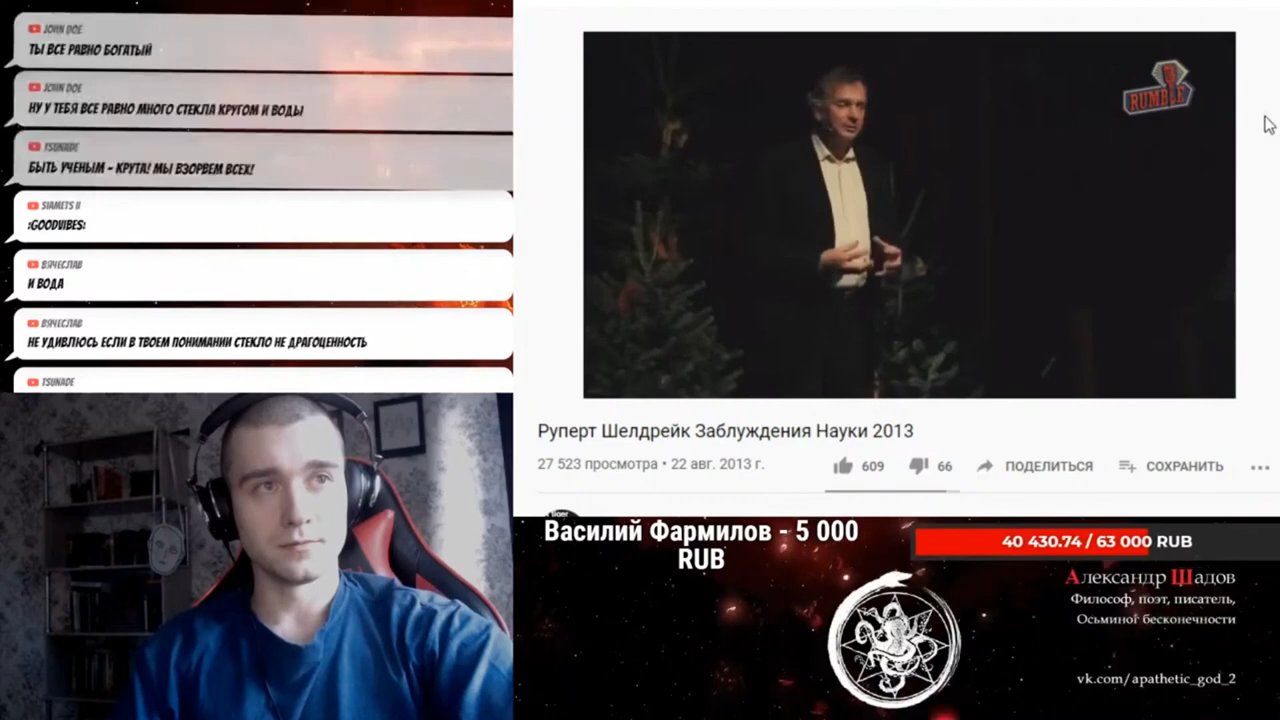 JOHN DOE
ТЫ ВСЕ РАВНО БОГАТЫЙ
JOHN DOE
НУ У ТЕБЯ ВСЕ РАВНО МНОГО СТЕКЛА КРУГОМ И ВОДЫ
TSUNADE
БЫТЬ УЧЕНЫМ - КРУТА! МЫ ВЗОРВЕМ ВСЕХ!
SIAMETS II
:GOODVIBES:
ВЯЧЕСЛАВ
И ВОДА
ВЯЧЕСЛАВ
НЕ УДИВЛЮСЬ ЕСЛИ В ТВОЕМ ПОНИМАНИИ СТЕКЛО НЕ ДРАГОЦЕННОСТЬ
TSUNADE
RUMBLE
Руперт Шелдрейк Заблуждения Науки 2013
27 523 просмотра • 22 авг. 2013 г.
609
66
ПОДЕЛИТЬСЯ
СОХРАНИТЬ
Василий Фармилов - 5 000
RUB
40 430.74 / 63 000 RUB
Александр Шадов
Философ, поэт, писатель,
Осьминог бесконечности
vk.com/apathetic_god_2